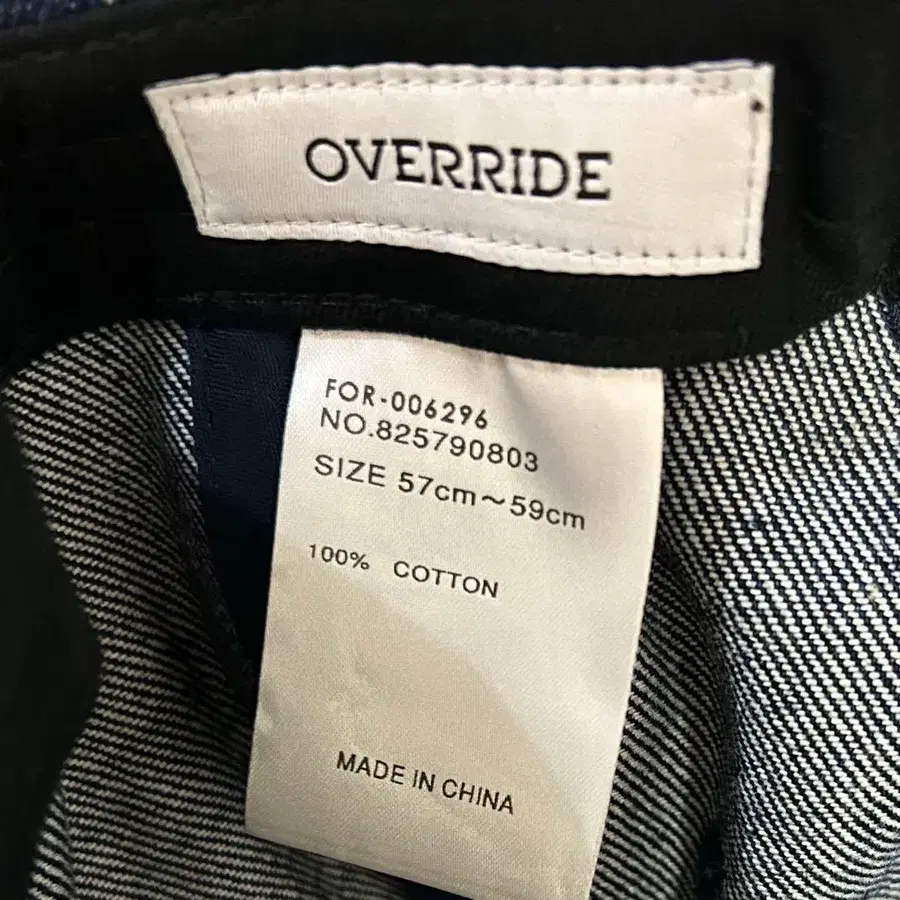 OVERRIDE
FOR-006296
NO.825790803
SIZE 57cm～59cm
100% COTTON
MADE IN CHINA